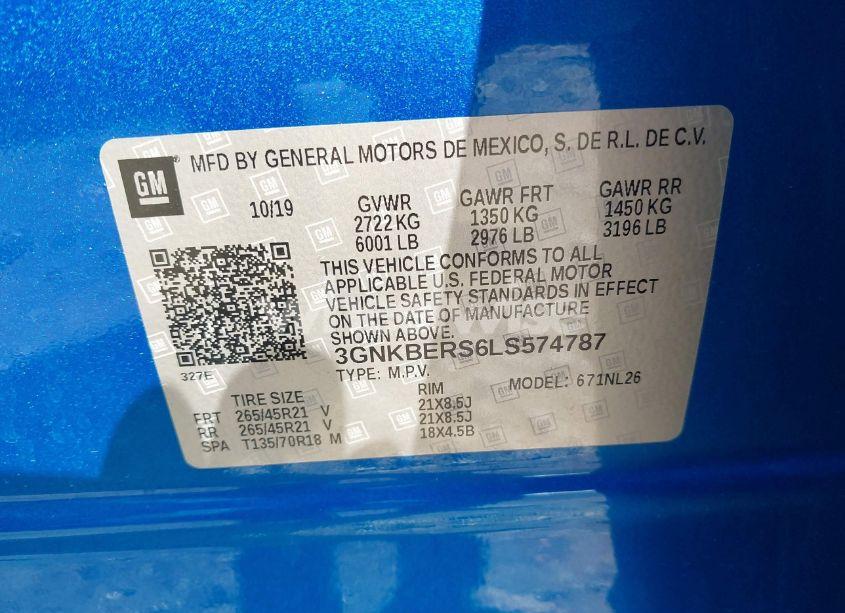 GM
MFD BY GENERAL MOTORS DE MEXICO, S. DE R.L. DE C.V.
10/19
GVWR GAWR FRT GAWR RR
2722 KG 1350 KG 1450 KG
6001 LB 2976 LB 3196 LB
THIS VEHICLE CONFORMS TO ALL
APPLICABLE U.S. FEDERAL MOTOR
VEHICLE SAFETY STANDARDS IN EFFECT
ON THE DATE OF MANUFACTURE
SHOWN ABOVE.
3GNKBERS6LS574787
327E
TYPE: M.P.V. MODEL: 671NL26
TIRE SIZE RIM
FRT 265/45R21 V 21X8.5J
RR 265/45R21 V 21X8.5J
SPA T135/70R18 M 18X4.5B